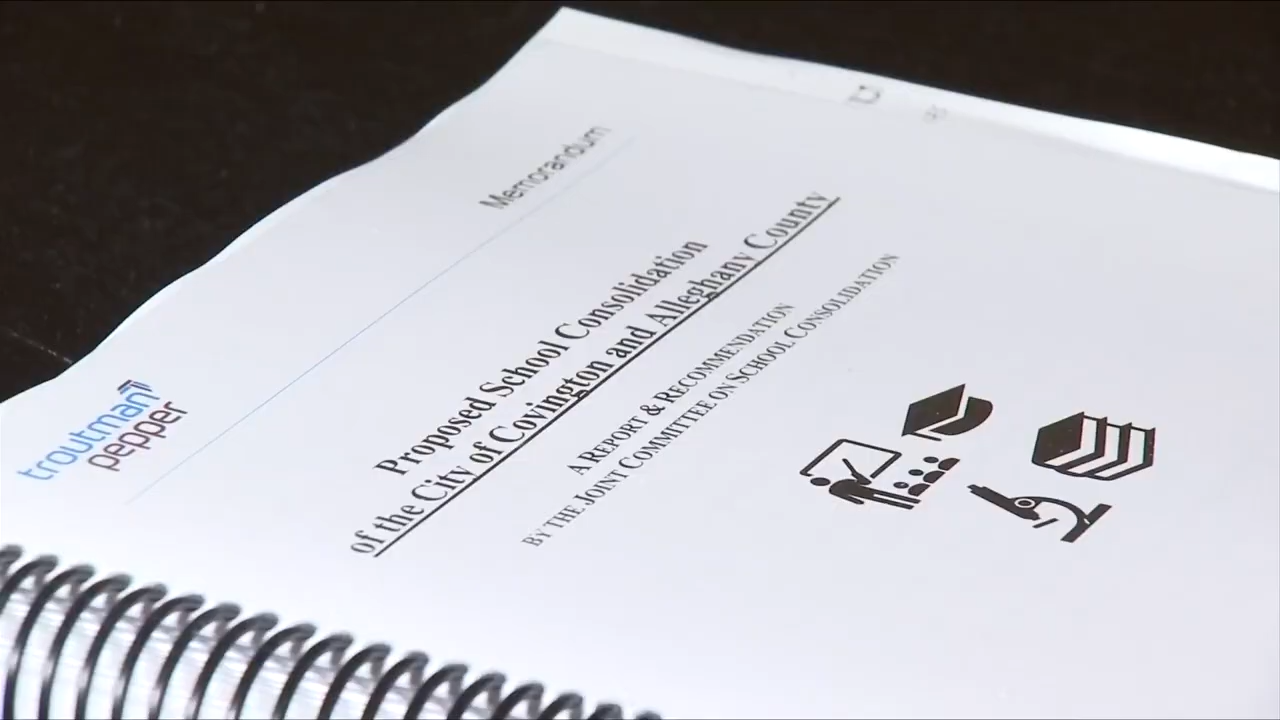 troutman
pepper
Memorandum
Proposed School Consolidation
of the City of Covington and Alleghany County
A REPORT & RECOMMENDATION
BY THE JOINT COMMITTEE ON SCHOOL CONSOLIDATION